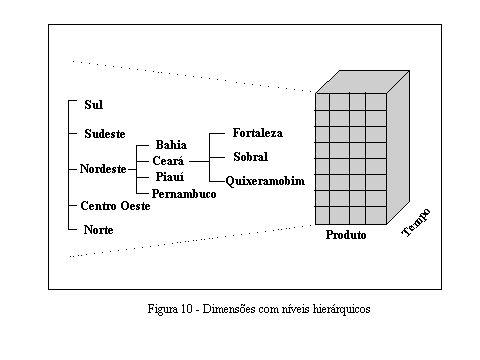 Sul
Sudeste
Nordeste
Centro Oeste
Norte
Bahia
Ceará
Piauí
Pernambuco
Fortaleza
Sobral
Quixeramobim
Produto
Tempo
Figura 10 - Dimensões com níveis hierárquicos